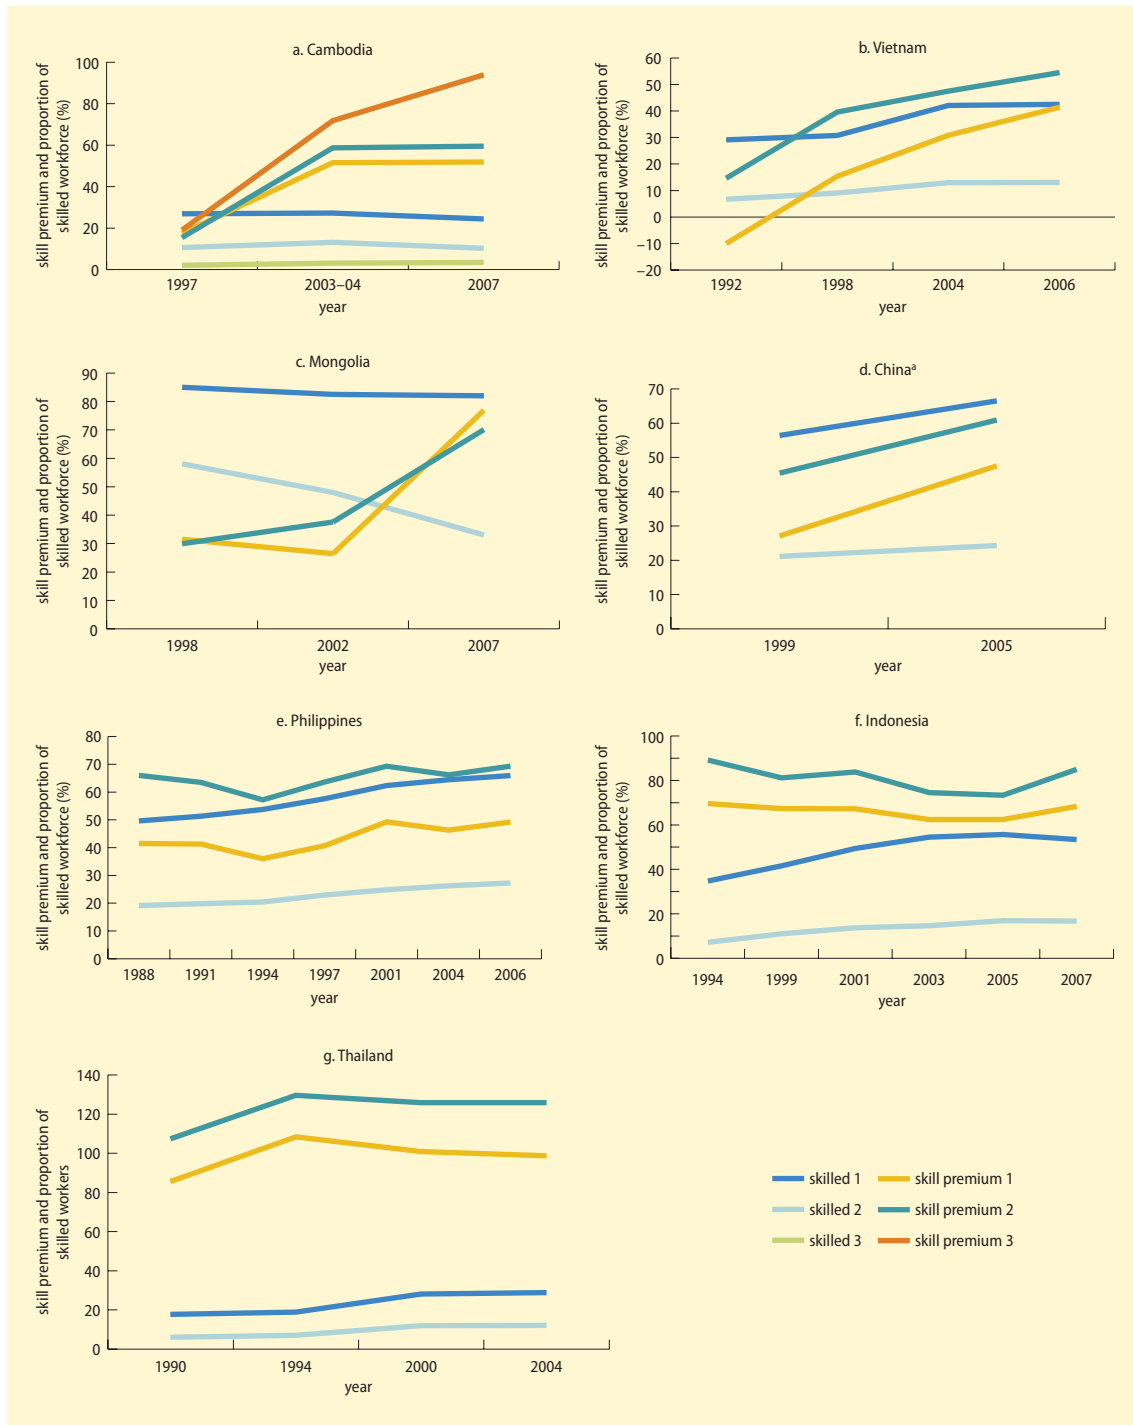 a. Cambodia
skill premium and proportion of
skilled workforce (%)
100
80
60
40
20
0
1997 2003–04 2007
year
b. Vietnam
skill premium and proportion of
skilled workforce (%)
60
50
40
30
20
10
0
–10
–20
1992 1998 2004 2006
year
c. Mongolia
skill premium and proportion of
skilled workforce (%)
90
80
70
60
50
40
30
20
10
0
1998 2002 2007
year
d. Chinaª
skill premium and proportion of
skilled workforce (%)
70
60
50
40
30
20
10
0
1999 2005
year
e. Philippines
skill premium and proportion of
skilled workforce (%)
80
70
60
50
40
30
20
10
0
1988 1991 1994 1997 2001 2004 2006
year
f. Indonesia
skill premium and proportion of
skilled workforce (%)
100
80
60
40
20
0
1994 1999 2001 2003 2005 2007
year
g. Thailand
skill premium and proportion of
skilled workers
140
120
100
80
60
40
20
0
1990 1994 2000 2004
year
skilled 1 skill premium 1
skilled 2 skill premium 2
skilled 3 skill premium 3